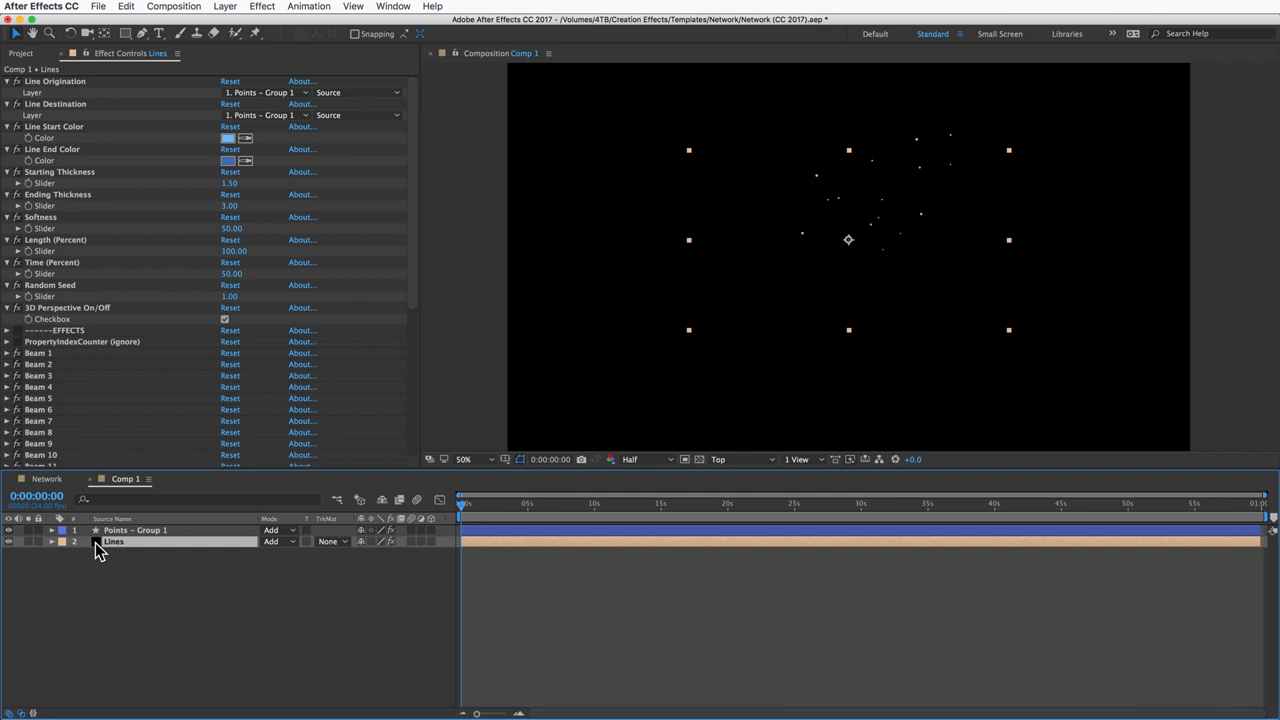 After Effects CC File Edit Composition Layer Effect Animation View Window Help
Adobe After Effects CC 2017 - /Volumes/4TB/Creation Effects/Templates/Network/Network (CC 2017).aep *
Snapping Default Standard Small Screen Libraries Search Help
Project Effect Controls Lines Composition Comp 1
Comp 1 • Lines
Line Origination Reset About...
Layer 1. Points - Group 1 Source
Line Destination Reset About...
Layer 1. Points - Group 1 Source
Line Start Color Reset About...
Color
Line End Color Reset About...
Color
Starting Thickness Reset About...
Slider 1.50
Ending Thickness Reset About...
Slider 3.00
Softness Reset About...
Slider 50.00
Length (Percent) Reset About...
Slider 100.00
Time (Percent) Reset About...
Slider 50.00
Random Seed Reset About...
Slider 1.00
3D Perspective On/Off Reset About...
Checkbox
------EFFECTS Reset About...
PropertyIndexCounter (ignore) Reset About...
Beam 1 Reset About...
Beam 2 Reset About...
Beam 3 Reset About...
Beam 4 Reset About...
Beam 5 Reset About...
Beam 6 Reset About...
Beam 7 Reset About...
Beam 8 Reset About...
Beam 9 Reset About...
Beam 10 Reset About...
Beam 11 Reset About...
50% 0:00:00:00 Half Top 1 View +0.0
Network Comp 1
0:00:00:00
00000 (24.00 fps)
# Source Name Mode T TrkMat
05s 10s 15s 20s 25s 30s 35s 40s 45s 50s 55s
1 Points - Group 1 Add
2 Lines Add None